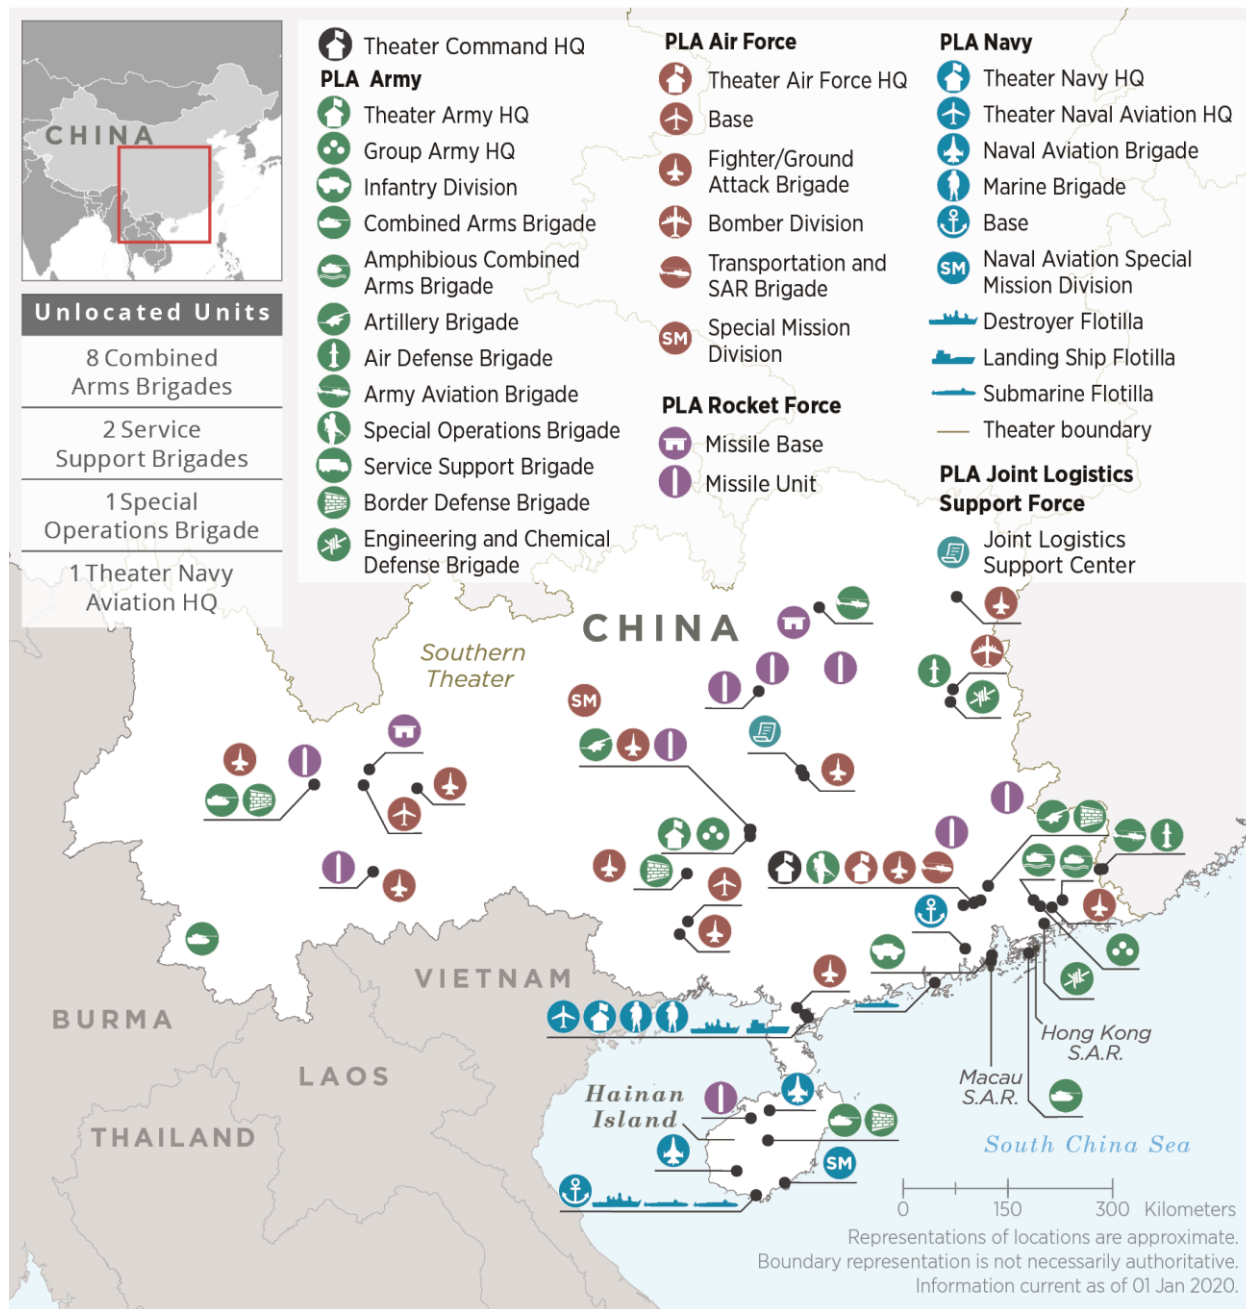 CHINA
Unlocated Units
8 Combined
Arms Brigades
2 Service
Support Brigades
1 Special
Operations Brigade
1 Theater Navy
Aviation HQ
Theater Command HQ
PLA Army
Theater Army HQ
Group Army HQ
Infantry Division
Combined Arms Brigade
Amphibious Combined
Arms Brigade
Artillery Brigade
Air Defense Brigade
Army Aviation Brigade
Special Operations Brigade
Service Support Brigade
Border Defense Brigade
Engineering and Chemical
Defense Brigade
PLA Air Force
Theater Air Force HQ
Base
Fighter/Ground
Attack Brigade
Bomber Division
Transportation and
SAR Brigade
SM
Special Mission
Division
PLA Rocket Force
Missile Base
Missile Unit
PLA Navy
Theater Navy HQ
Theater Naval Aviation HQ
Naval Aviation Brigade
Marine Brigade
Base
SM
Naval Aviation Special
Mission Division
Destroyer Flotilla
Landing Ship Flotilla
Submarine Flotilla
Theater boundary
PLA Joint Logistics
Support Force
Joint Logistics
Support Center
CHINA
Southern
Theater
SM
VIETNAM
BURMA
LAOS
THAILAND
Hainan
Island
Hong Kong
S.A.R.
Macau
S.A.R.
SM
South China Sea
0 150 300 Kilometers
Representations of locations are approximate.
Boundary representation is not necessarily authoritative.
Information current as of 01 Jan 2020.